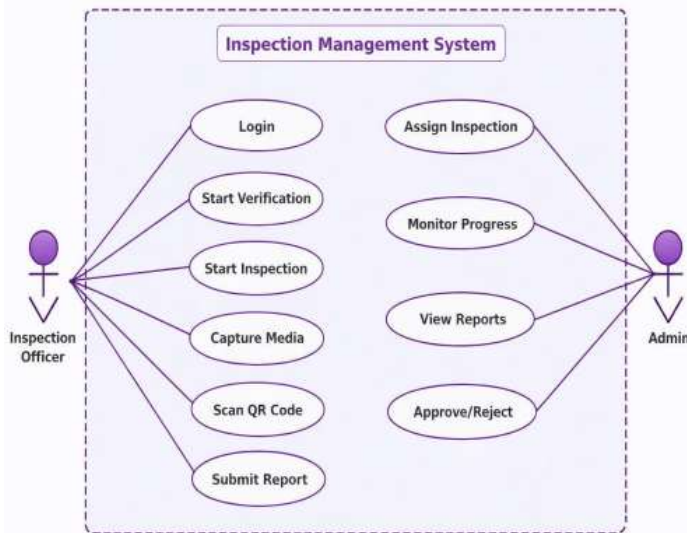 Inspection Management System
Login
Start Verification
Start Inspection
Capture Media
Scan QR Code
Submit Report
Assign Inspection
Monitor Progress
View Reports
Approve/Reject
Inspection
Officer
Admin